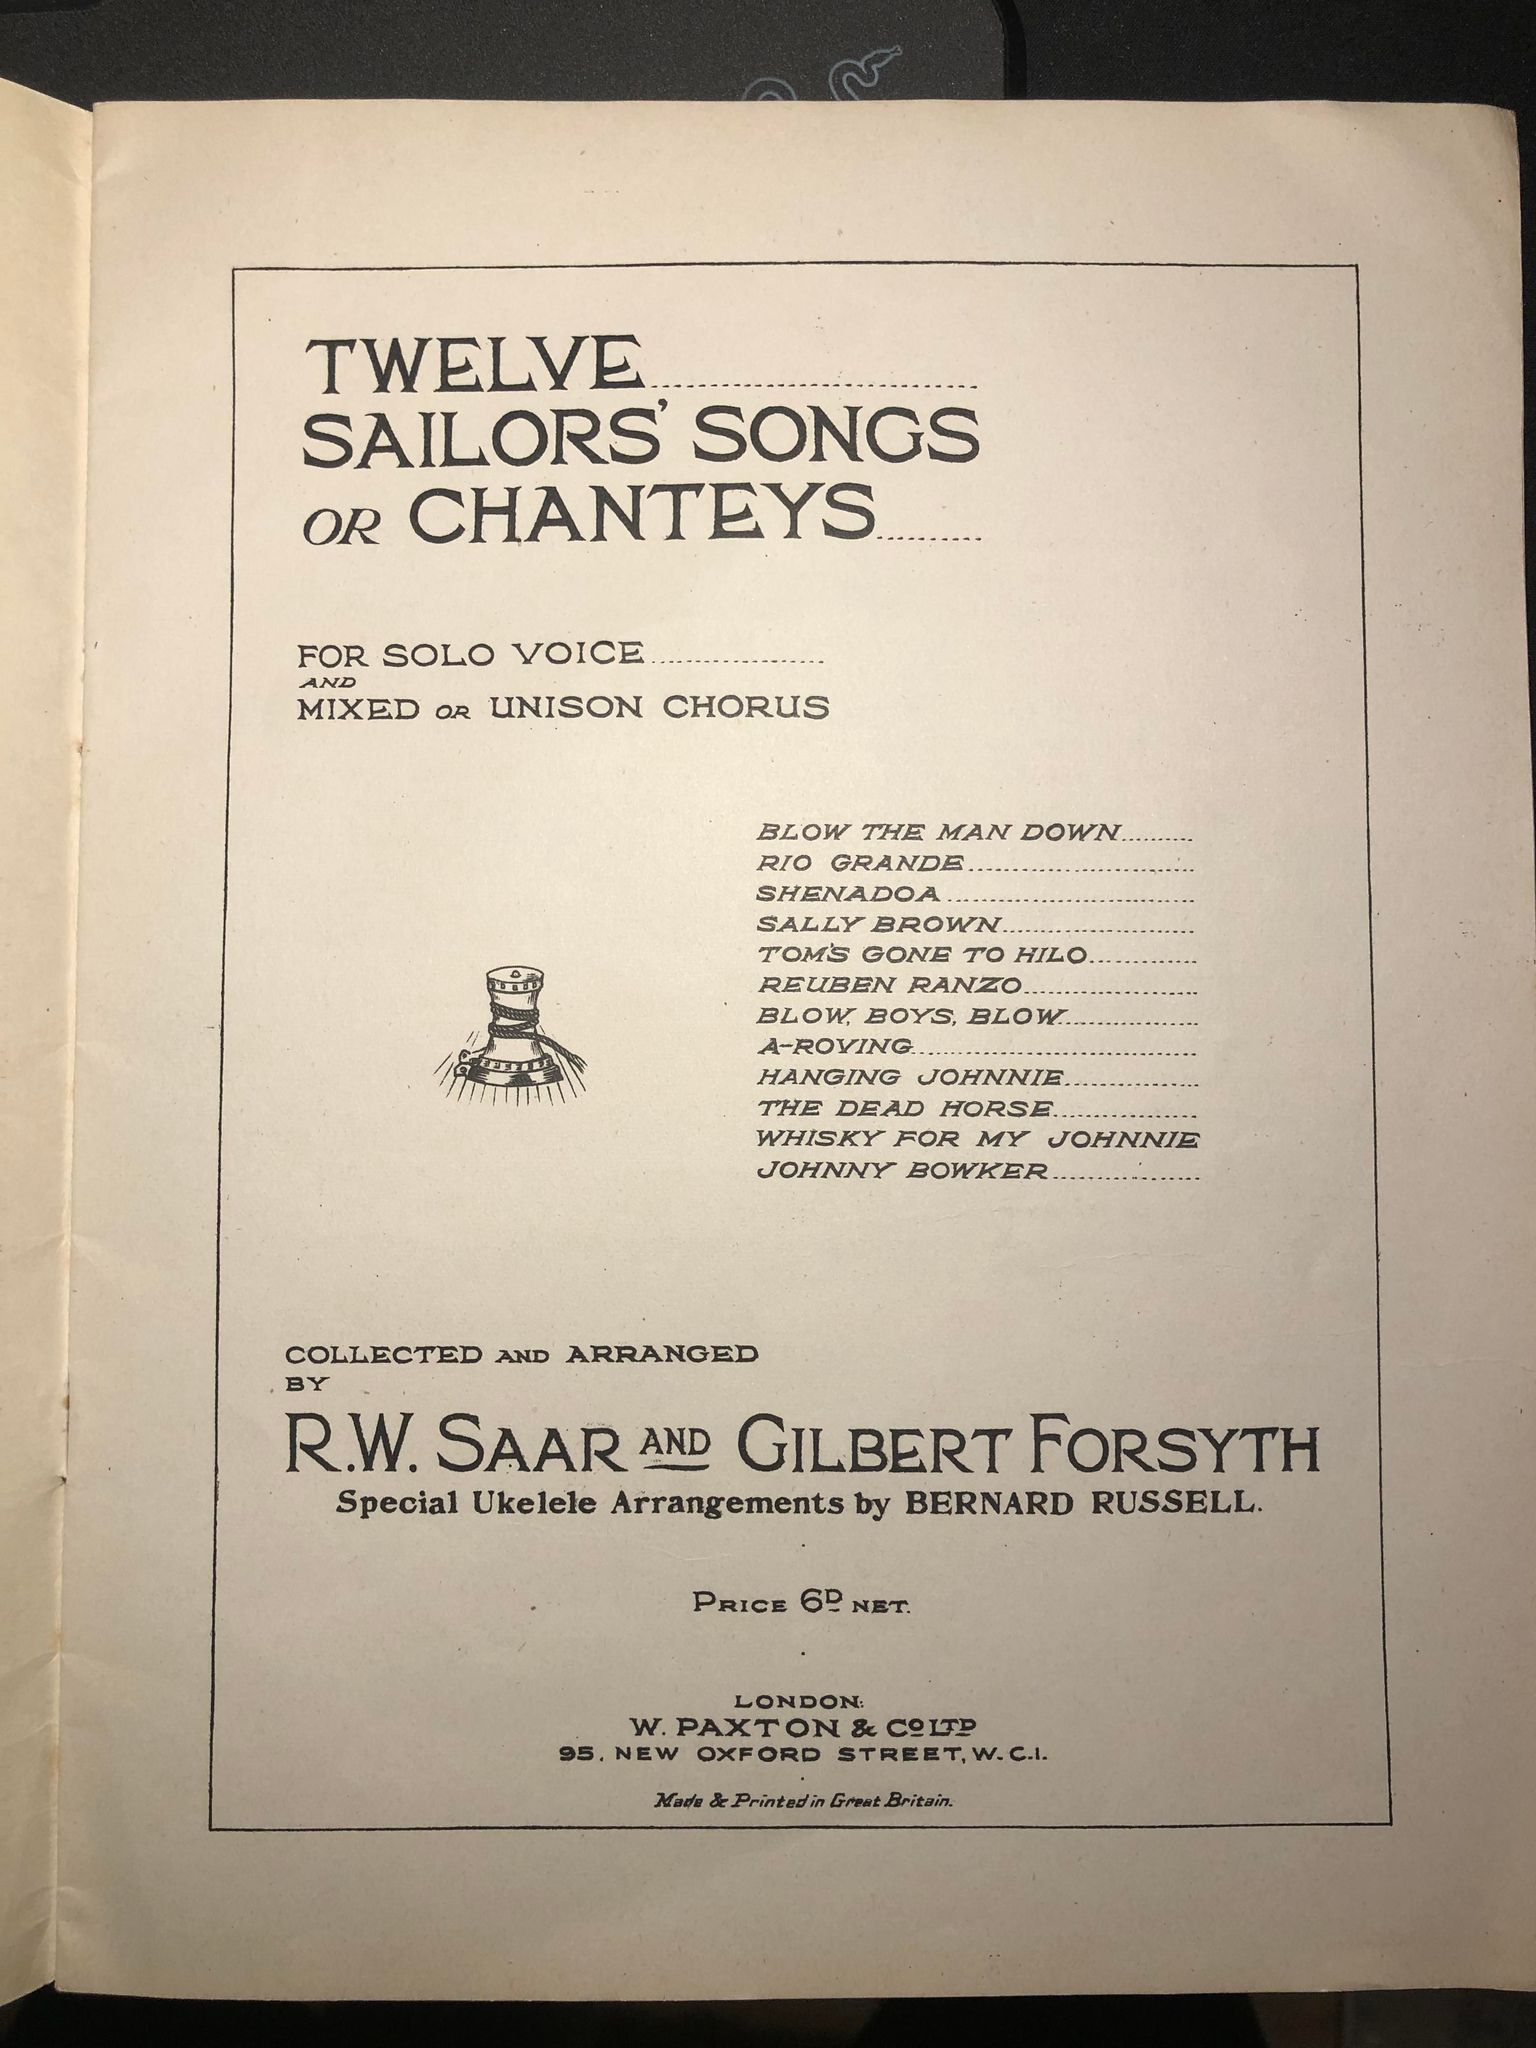 TWELVE
SAILORS' SONGS
OR CHANTEYS
FOR SOLO VOICE
AND
MIXED OR UNISON CHORUS
BLOW THE MAN DOWN
RIO GRANDE
SHENADOA
SALLY BROWN
TOM'S GONE TO HILO
REUBEN RANZO
BLOW, BOYS, BLOW
A-ROVING
HANGING JOHNNIE
THE DEAD HORSE
WHISKY FOR MY JOHNNIE
JOHNNY BOWKER
COLLECTED AND ARRANGED
BY
R.W. SAAR AND GILBERT FORSYTH
Special Ukelele Arrangements by BERNARD RUSSELL.
PRICE 6D NET.
LONDON:
W. PAXTON & CO LTD
95, NEW OXFORD STREET, W.C.1.
Made & Printed in Great Britain.